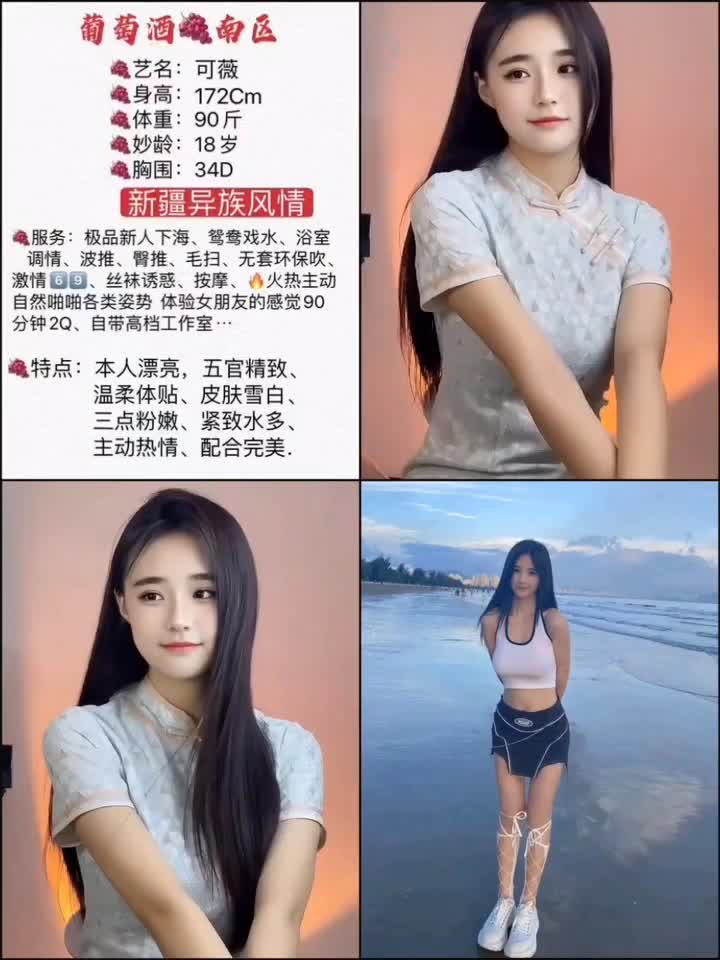 葡萄酒🍇南区
🍇艺名：可薇
🍇身高：172Cm
🍇体重：90斤
🍇妙龄：18岁
🍇胸围：34D
新疆异族风情
🍇服务：极品新人下海、鸳鸯戏水、浴室
调情、波推、臀推、毛扫、无套环保吹、
激情6️⃣9️⃣、丝袜诱惑、按摩、🔥火热主动
自然啪啪各类姿势 体验女朋友的感觉90
分钟2Q、自带高档工作室…
🍇特点：本人漂亮，五官精致、
温柔体贴、皮肤雪白、
三点粉嫩、紧致水多、
主动热情、配合完美.